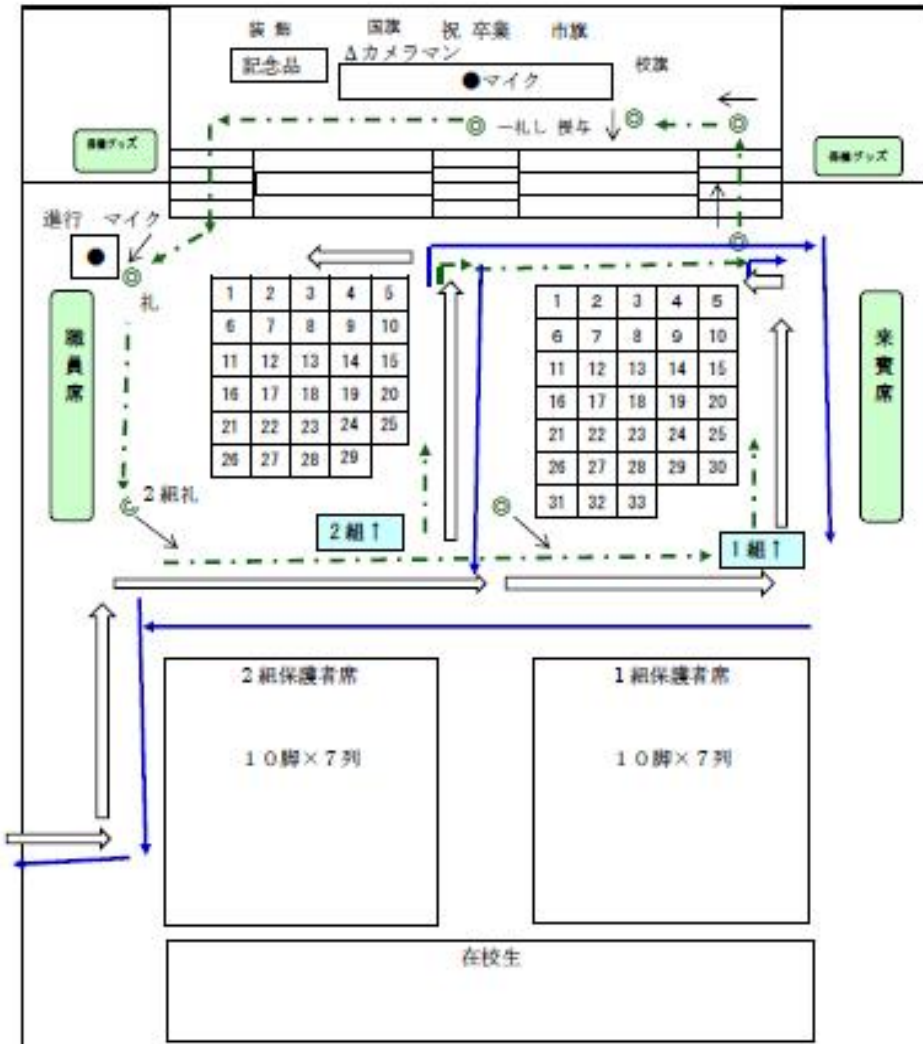 装飾 国旗 祝 卒業 市旗
記念品 Δカメラマン 校旗
●マイク
一礼し 授与
進行 マイク
●
礼
職員席
来賓席
1 2 3 4 5
6 7 8 9 10
11 12 13 14 15
16 17 18 19 20
21 22 23 24 25
26 27 28 29
1 2 3 4 5
6 7 8 9 10
11 12 13 14 15
16 17 18 19 20
21 22 23 24 25
26 27 28 29 30
31 32 33
2組礼
2組↑
1組↑
2組保護者席
10脚×7列
1組保護者席
10脚×7列
在校生